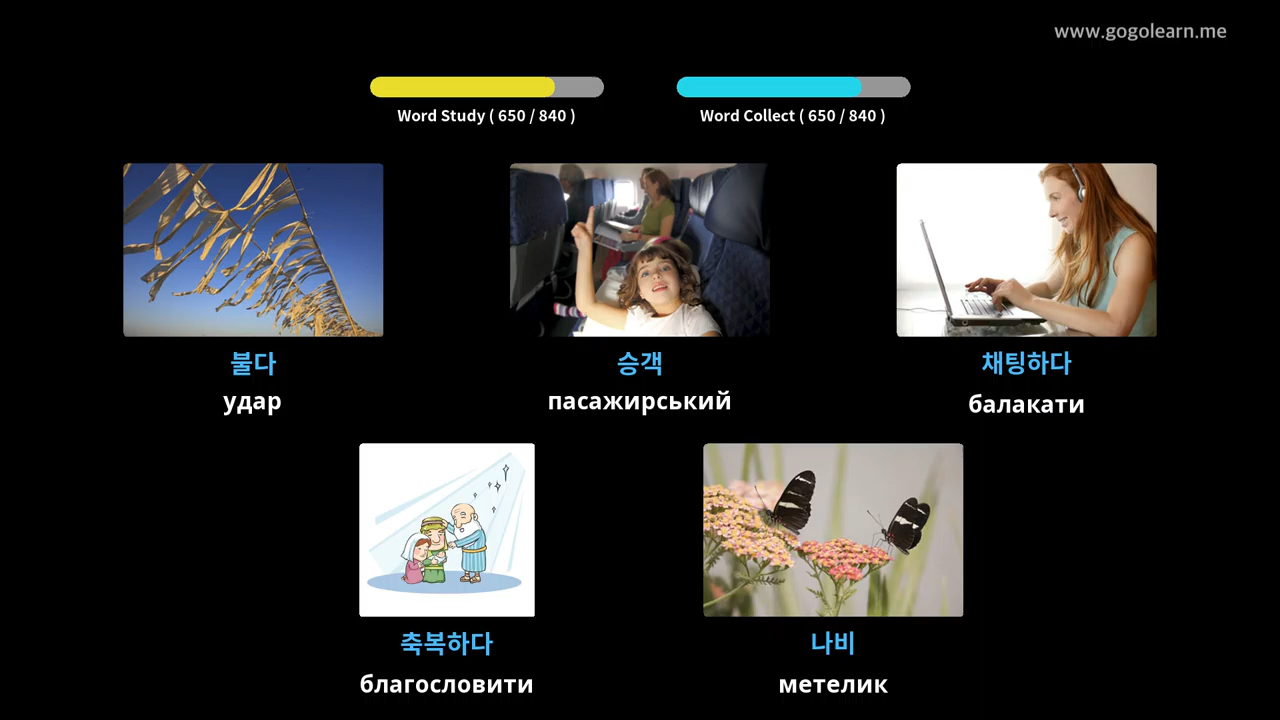 www.gogolearn.me
Word Study ( 650 / 840 )
Word Collect ( 650 / 840 )
불다
удар
승객
пасажирський
채팅하다
балакати
축복하다
благословити
나비
метелик